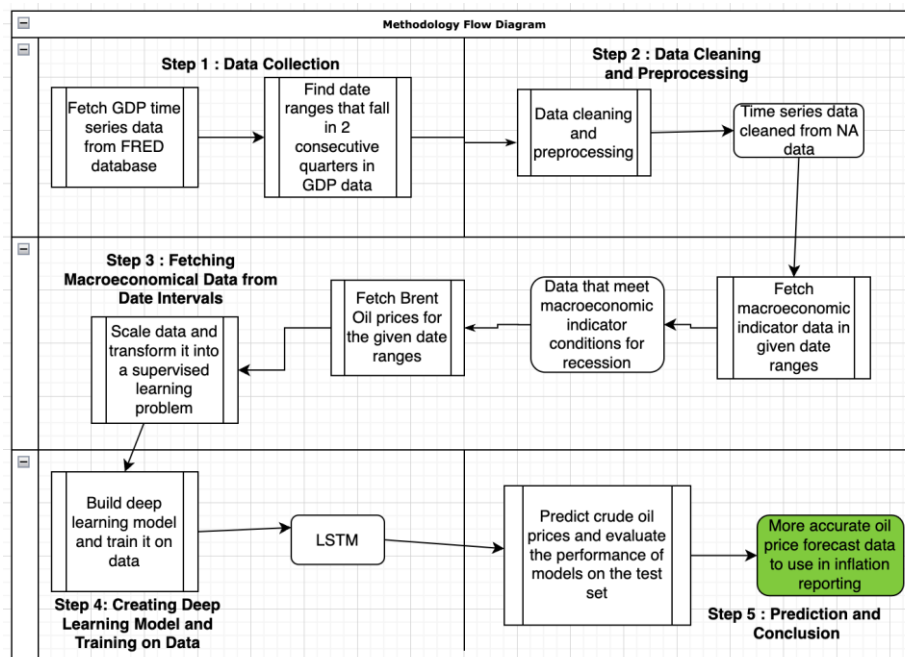 Methodology Flow Diagram
Step 1 : Data Collection
Fetch GDP time
series data
from FRED
database
Find date
ranges that fall
in 2
consecutive
quarters in
GDP data
Step 2 : Data Cleaning
and Preprocessing
Data cleaning
and
preprocessing
Time series data
cleaned from NA
data
Step 3 : Fetching
Macroeconomical Data from
Date Intervals
Scale data and
transform it into
a supervised
learning
problem
Fetch Brent
Oil prices for
the given date
ranges
Data that meet
macroeconomic
indicator
conditions for
recession
Fetch
macroeconomic
indicator data in
given date
ranges
Build deep
learning model
and train it on
data
LSTM
Step 4: Creating Deep
Learning Model and
Training on Data
Predict crude oil
prices and evaluate
the performance of
models on the test
set
More accurate oil
price forecast data
to use in inflation
reporting
Step 5 : Prediction and
Conclusion